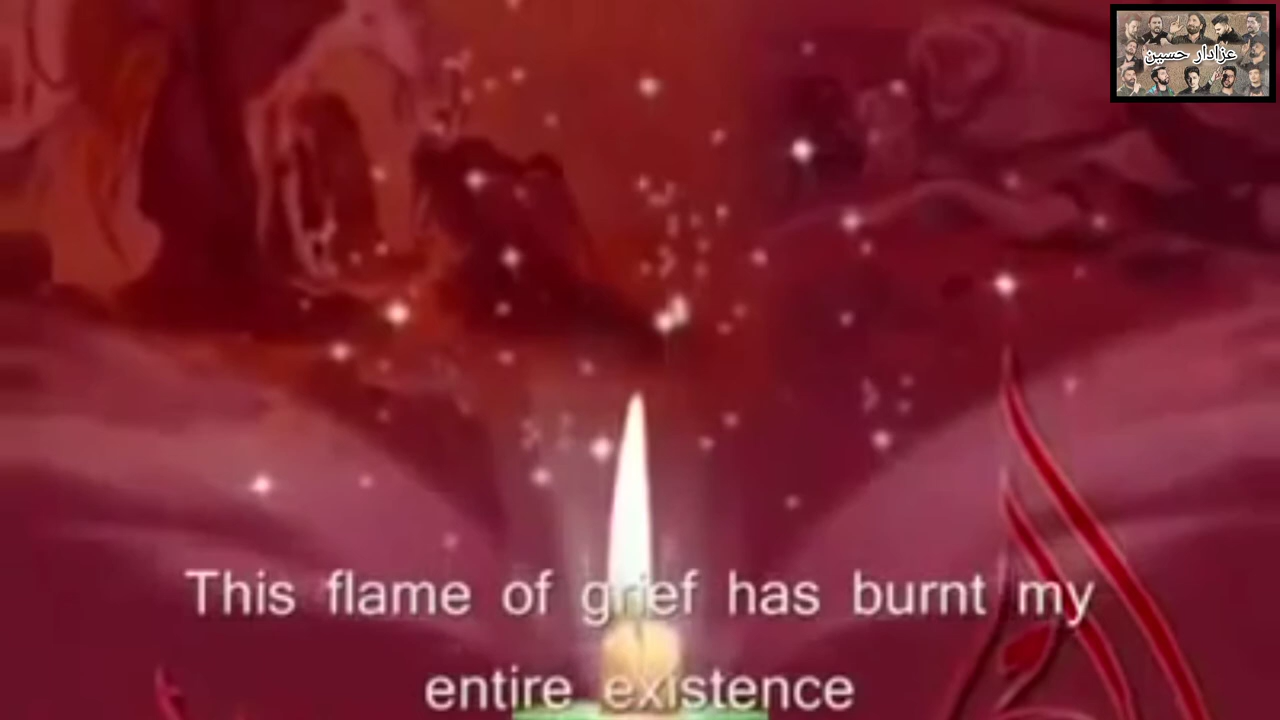 عزادار حسین
This flame of grief has burnt my
entire existence